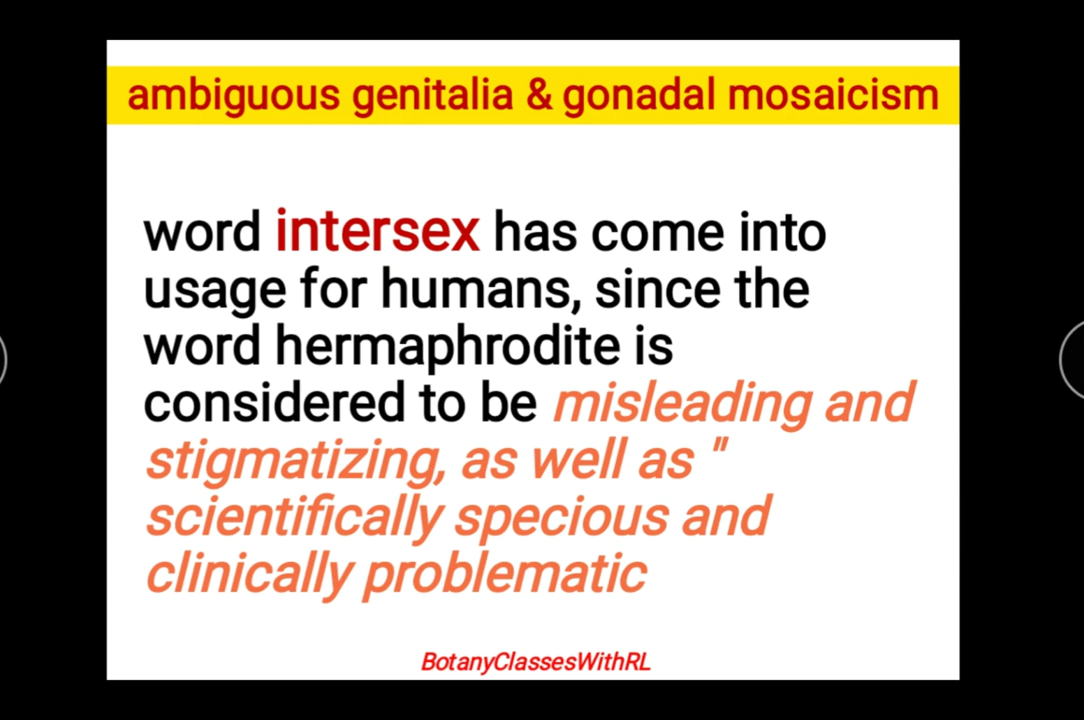 ambiguous genitalia & gonadal mosaicism
word intersex has come into
usage for humans, since the
word hermaphrodite is
considered to be misleading and
stigmatizing, as well as "
scientifically specious and
clinically problematic
BotanyClassesWithRL